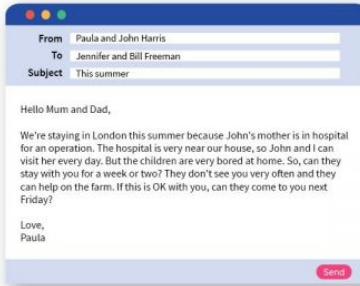 From Paula and John Harris
To Jennifer and Bill Freeman
Subject This summer
Hello Mum and Dad,
We're staying in London this summer because John's mother is in hospital
for an operation. The hospital is very near our house, so John and I can
visit her every day. But the children are very bored at home. So, can they
stay with you for a week or two? They don't see you very often and they
can help on the farm. If this is OK with you, can they come to you next
Friday?
Love,
Paula
Send